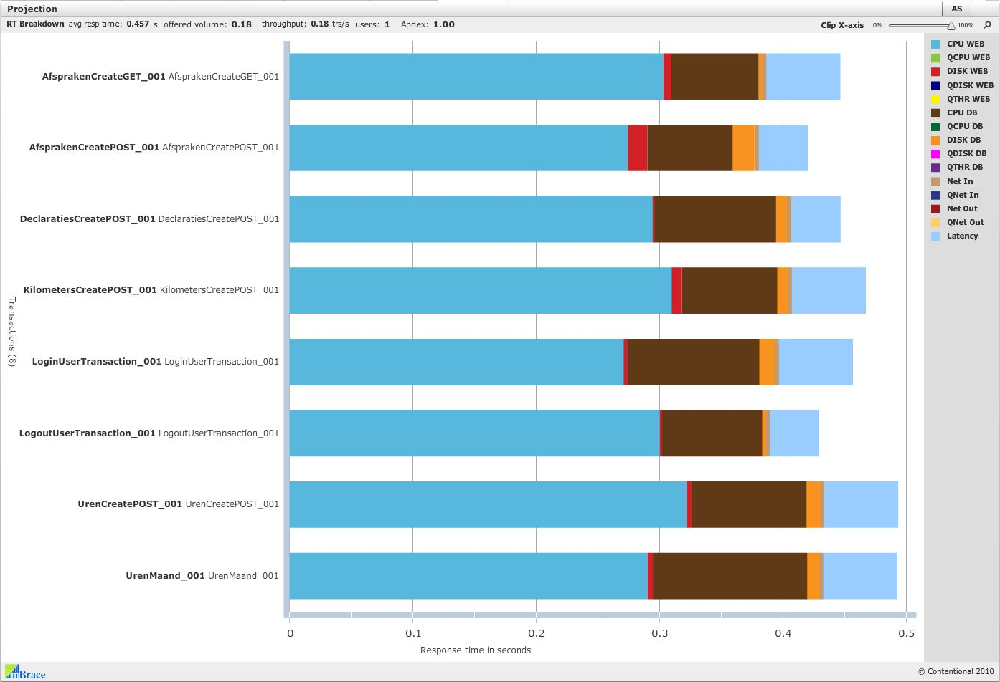 Projection AS
RT Breakdown avg resp time: 0.457 s offered volume: 0.18 throughput: 0.18 trs/s users: 1 Apdex: 1.00 Clip X-axis 0% 100%
AfsprakenCreateGET_001 AfsprakenCreateGET_001
AfsprakenCreatePOST_001 AfsprakenCreatePOST_001
DeclaratiesCreatePOST_001 DeclaratiesCreatePOST_001
KilometersCreatePOST_001 KilometersCreatePOST_001
LoginUserTransaction_001 LoginUserTransaction_001
LogoutUserTransaction_001 LogoutUserTransaction_001
UrenCreatePOST_001 UrenCreatePOST_001
UrenMaand_001 UrenMaand_001
Transactions (8)
0 0.1 0.2 0.3 0.4 0.5
Response time in seconds
CPU WEB
QCPU WEB
DISK WEB
QDISK WEB
QTHR WEB
CPU DB
QCPU DB
DISK DB
QDISK DB
QTHR DB
Net In
QNet In
Net Out
QNet Out
Latency
Brace
© Contentional 2010